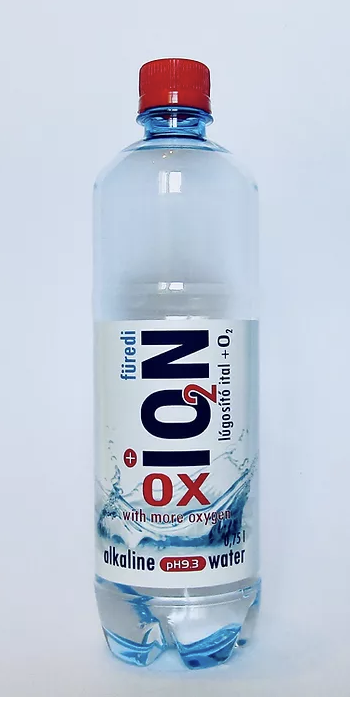 füredi
iON2
lúgosító ital + O₂
+
OX
with more oxygen
0,75 l
alkaline pH9.3 water